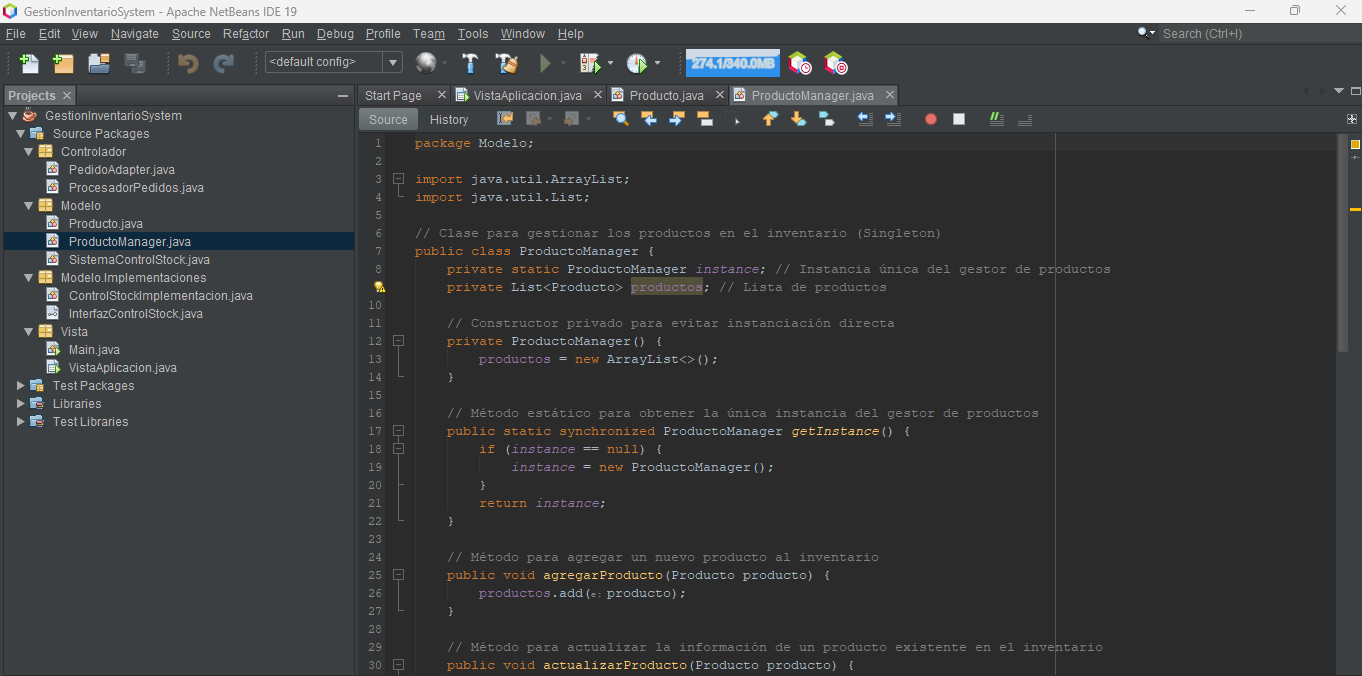 GestionInventarioSystem - Apache NetBeans IDE 19
File Edit View Navigate Source Refactor Run Debug Profile Team Tools Window Help
Search (Ctrl+I)
<default config>
274.1/340.0MB
Projects
GestionInventarioSystem
Source Packages
Controlador
PedidoAdapter.java
ProcesadorPedidos.java
Modelo
Producto.java
ProductoManager.java
SistemaControlStock.java
Modelo.Implementaciones
ControlStockImplementacion.java
InterfazControlStock.java
Vista
Main.java
VistaAplicacion.java
Test Packages
Libraries
Test Libraries
Start Page VistaAplicacion.java Producto.java ProductoManager.java
Source History
1 package Modelo;
2
3 import java.util.ArrayList;
4 import java.util.List;
5
6 // Clase para gestionar los productos en el inventario (Singleton)
7 public class ProductoManager {
8 private static ProductoManager instance; // Instancia única del gestor de productos
private List<Producto> productos; // Lista de productos
10
11 // Constructor privado para evitar instanciación directa
12 private ProductoManager() {
13 productos = new ArrayList<>();
14 }
15
16 // Método estático para obtener la única instancia del gestor de productos
17 public static synchronized ProductoManager getInstance() {
18 if (instance == null) {
19 instance = new ProductoManager();
20 }
21 return instance;
22 }
23
24 // Método para agregar un nuevo producto al inventario
25 public void agregarProducto(Producto producto) {
26 productos.add(e: producto);
27 }
28
29 // Método para actualizar la información de un producto existente en el inventario
30 public void actualizarProducto(Producto producto) {